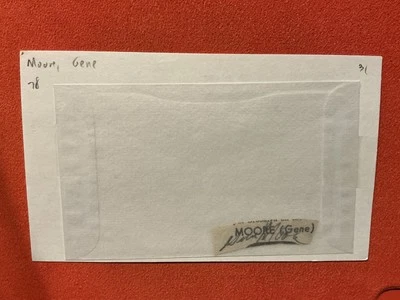 Moore, Gene
78
31
MOORE (Gene)